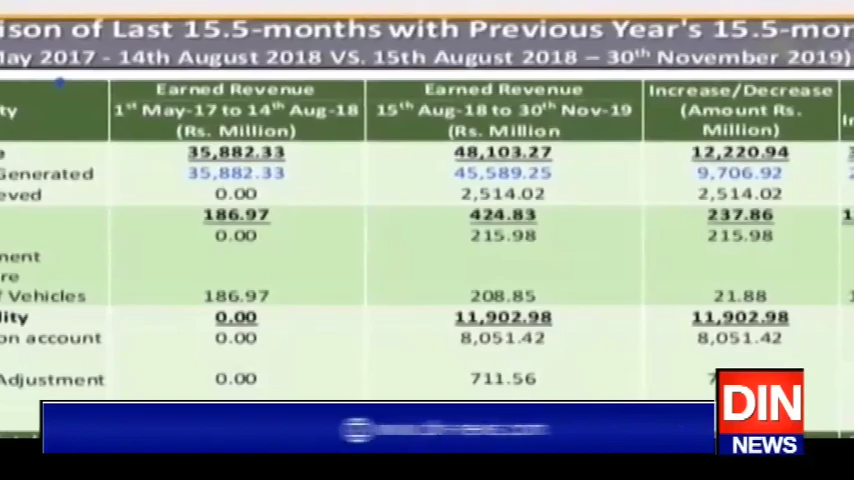 ison of Last 15.5-months with Previous Year's 15.5-mon
May 2017 - 14th August 2018 VS. 15th August 2018 – 30th November 2019)
ty
Earned Revenue
1st May-17 to 14th Aug-18
(Rs. Million)
Earned Revenue
15th Aug-18 to 30th Nov-19
(Rs. Million
Increase/Decrease
(Amount Rs.
Million)
In
e 35,882.33 48,103.27 12,220.94
Generated 35,882.33 45,589.25 9,706.92
eved 0.00 2,514.02 2,514.02
186.97 424.83 237.86 1
0.00 215.98 215.98
ment
re
f Vehicles 186.97 208.85 21.88
lity 0.00 11,902.98 11,902.98
on account 0.00 8,051.42 8,051.42
Adjustment 0.00 711.56 7
DIN
NEWS